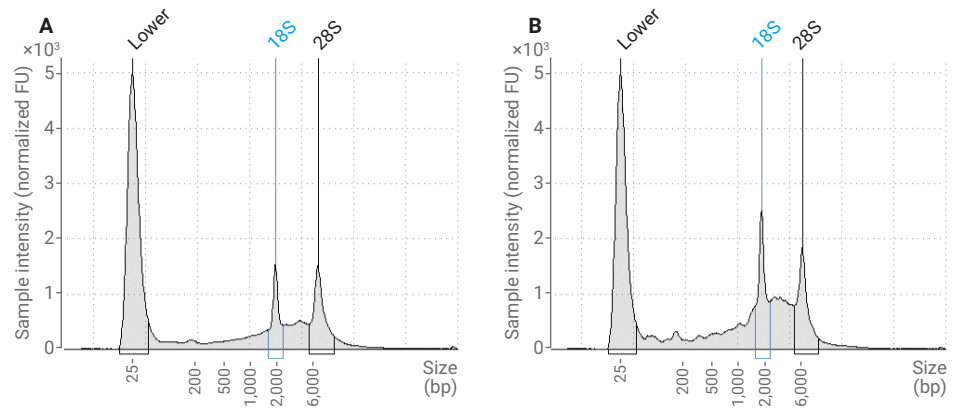 A
Lower
18S
28S
×10³
5
4
3
2
1
0
Sample intensity (normalized FU)
25
200
500
1,000
2,000
6,000
Size
(bp)
B
Lower
18S
28S
×10³
5
4
3
2
1
0
Sample intensity (normalized FU)
25
200
500
1,000
2,000
6,000
Size
(bp)